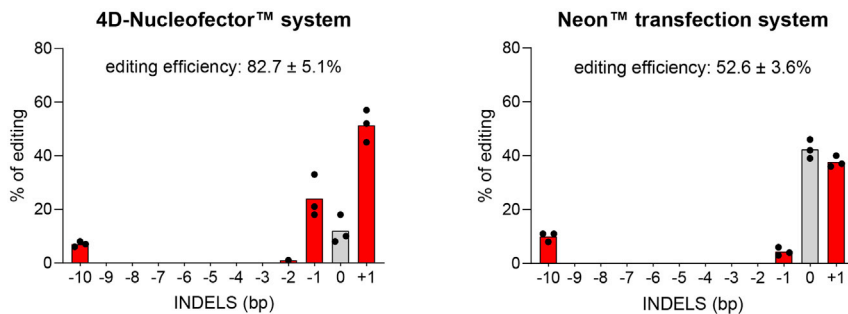 4D-Nucleofector™ system
editing efficiency: 82.7 ± 5.1%
% of editing
80
60
40
20
0
-10 -9 -8 -7 -6 -5 -4 -3 -2 -1 0 +1
INDELS (bp)
Neon™ transfection system
editing efficiency: 52.6 ± 3.6%
% of editing
80
60
40
20
0
-10 -9 -8 -7 -6 -5 -4 -3 -2 -1 0 +1
INDELS (bp)